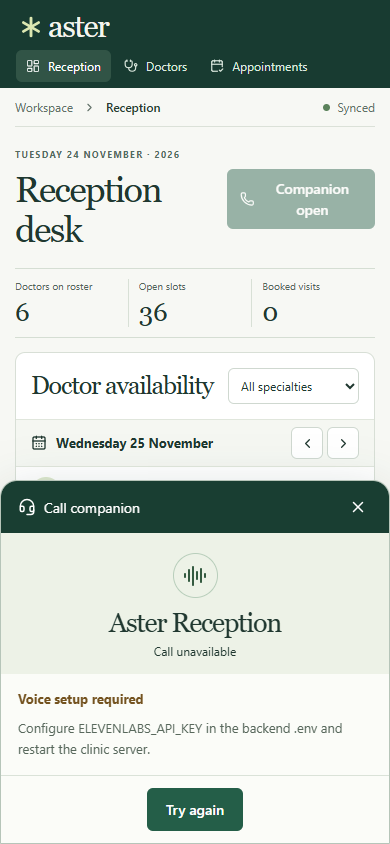 aster
Reception
Doctors
Appointments
Workspace > Reception
Synced
TUESDAY 24 NOVEMBER · 2026
Reception
desk
Companion
open
Doctors on roster
6
Open slots
36
Booked visits
0
Doctor availability
All specialties
Wednesday 25 November
Call companion
Aster Reception
Call unavailable
Voice setup required
Configure ELEVENLABS_API_KEY in the backend .env and
restart the clinic server.
Try again